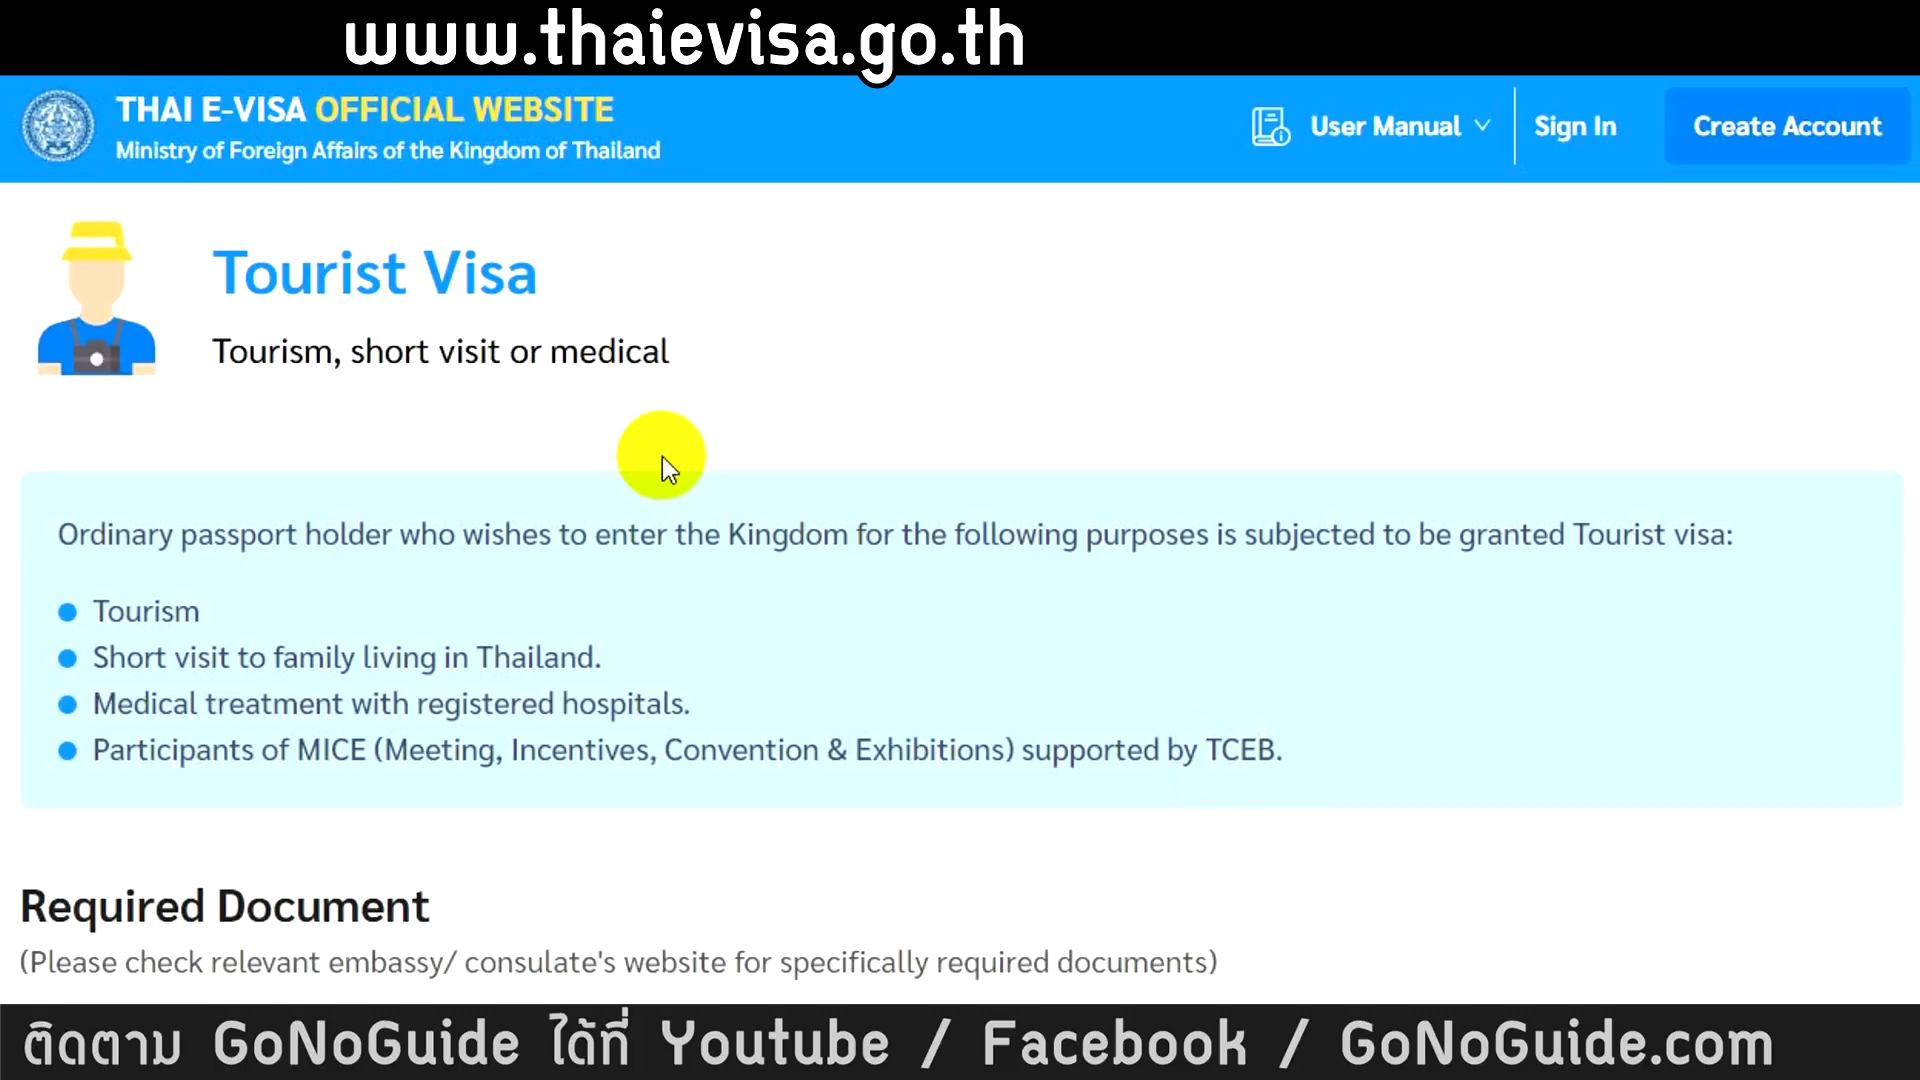 www.thaievisa.go.th
THAI E-VISA OFFICIAL WEBSITE
Ministry of Foreign Affairs of the Kingdom of Thailand
User Manual
Sign In
Create Account
Tourist Visa
Tourism, short visit or medical
Ordinary passport holder who wishes to enter the Kingdom for the following purposes is subjected to be granted Tourist visa:
Tourism
Short visit to family living in Thailand.
Medical treatment with registered hospitals.
Participants of MICE (Meeting, Incentives, Convention & Exhibitions) supported by TCEB.
Required Document
(Please check relevant embassy/ consulate's website for specifically required documents)
ติดตาม GoNoGuide ได้ที่ Youtube / Facebook / GoNoGuide.com